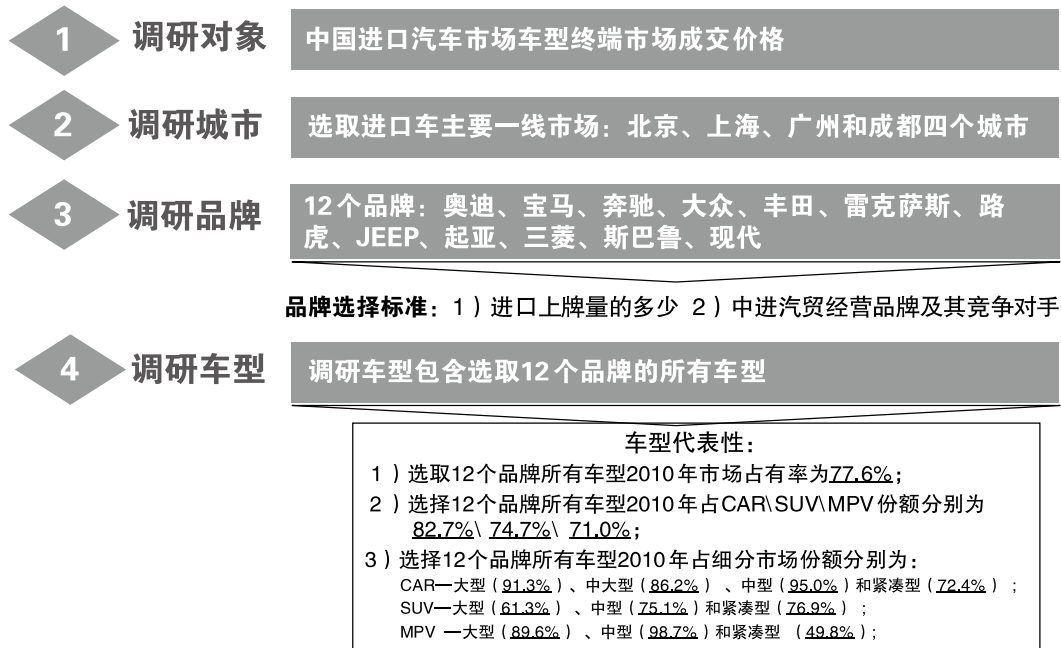 1 调研对象 中国进口汽车市场车型终端市场成交价格
2 调研城市 选取进口车主要一线市场：北京、上海、广州和成都四个城市
3 调研品牌 12个品牌：奥迪、宝马、奔驰、大众、丰田、雷克萨斯、路
虎、JEEP、起亚、三菱、斯巴鲁、现代
品牌选择标准：1）进口上牌量的多少 2）中进汽贸经营品牌及其竞争对手
4 调研车型 调研车型包含选取12个品牌的所有车型
车型代表性：
1）选取12个品牌所有车型2010年市场占有率为77.6%；
2）选择12个品牌所有车型2010年占CAR\SUV\MPV份额分别为
82.7%\ 74.7%\ 71.0%；
3）选择12个品牌所有车型2010年占细分市场份额分别为：
CAR—大型（91.3%）、中大型（86.2%）、中型（95.0%）和紧凑型（72.4%）；
SUV—大型（61.3%）、中型（75.1%）和紧凑型（76.9%）；
MPV —大型（89.6%）、中型（98.7%）和紧凑型 （49.8%）；